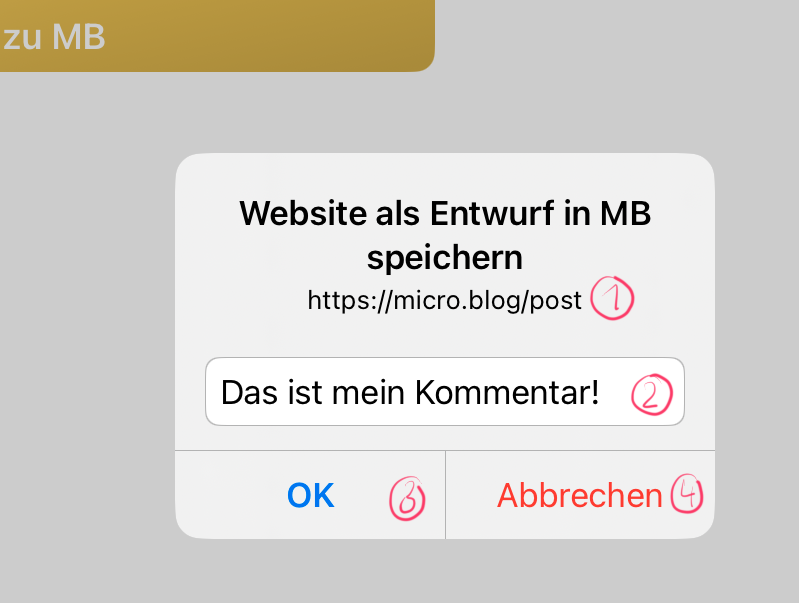 zu MB
Website als Entwurf in MB
speichern
https://micro.blog/post 1
Das ist mein Kommentar! 2
OK 3 Abbrechen 4